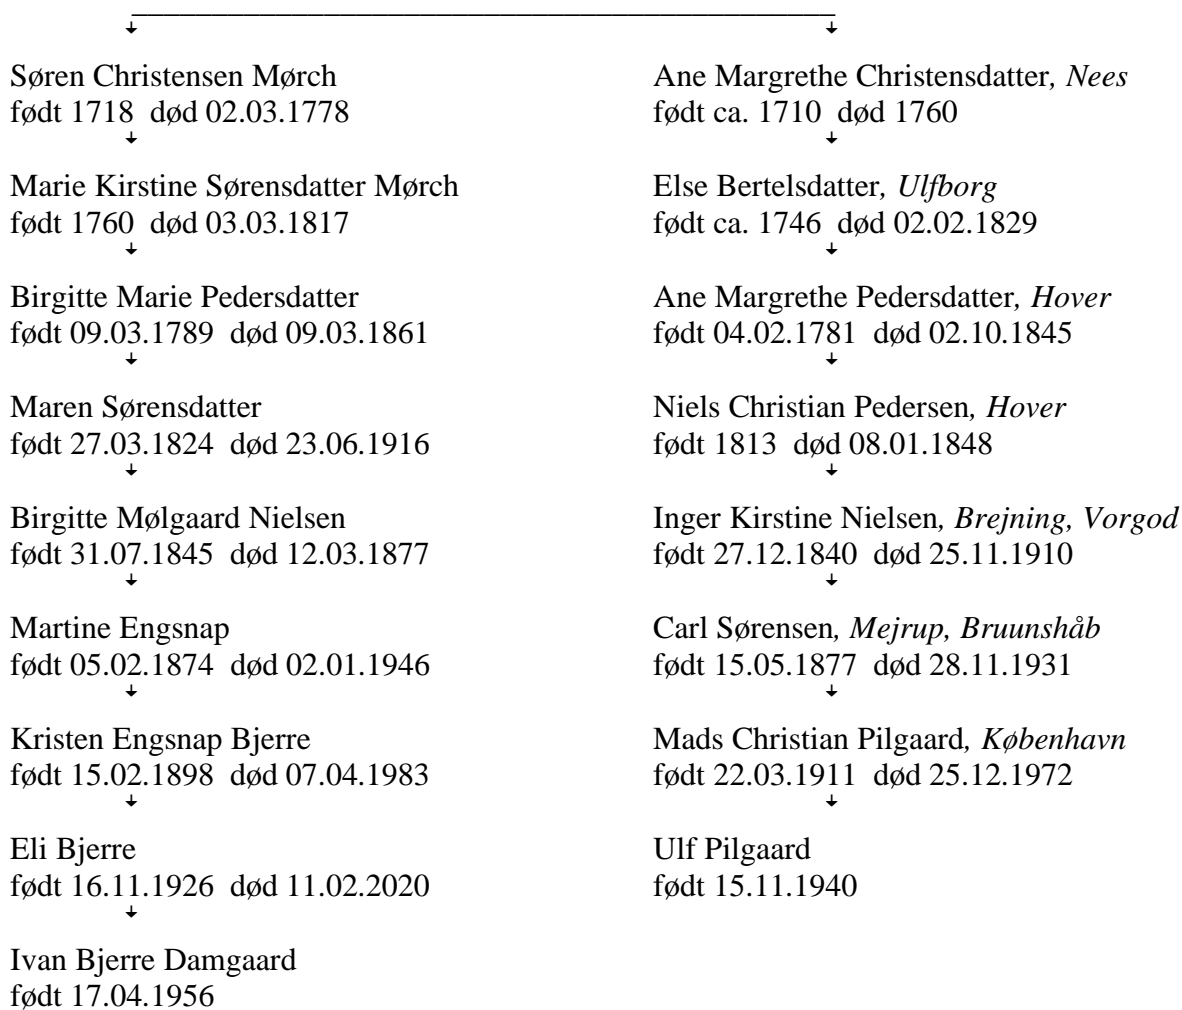 Søren Christensen Mørch
født 1718 død 02.03.1778
Marie Kirstine Sørensdatter Mørch
født 1760 død 03.03.1817
Birgitte Marie Pedersdatter
født 09.03.1789 død 09.03.1861
Maren Sørensdatter
født 27.03.1824 død 23.06.1916
Birgitte Mølgaard Nielsen
født 31.07.1845 død 12.03.1877
Martine Engsnap
født 05.02.1874 død 02.01.1946
Kristen Engsnap Bjerre
født 15.02.1898 død 07.04.1983
Eli Bjerre
født 16.11.1926 død 11.02.2020
Ivan Bjerre Damgaard
født 17.04.1956
Ane Margrethe Christensdatter, Nees
født ca. 1710 død 1760
Else Bertelsdatter, Ulfborg
født ca. 1746 død 02.02.1829
Ane Margrethe Pedersdatter, Hover
født 04.02.1781 død 02.10.1845
Niels Christian Pedersen, Hover
født 1813 død 08.01.1848
Inger Kirstine Nielsen, Brejning, Vorgod
født 27.12.1840 død 25.11.1910
Carl Sørensen, Mejrup, Bruunshåb
født 15.05.1877 død 28.11.1931
Mads Christian Pilgaard, København
født 22.03.1911 død 25.12.1972
Ulf Pilgaard
født 15.11.1940